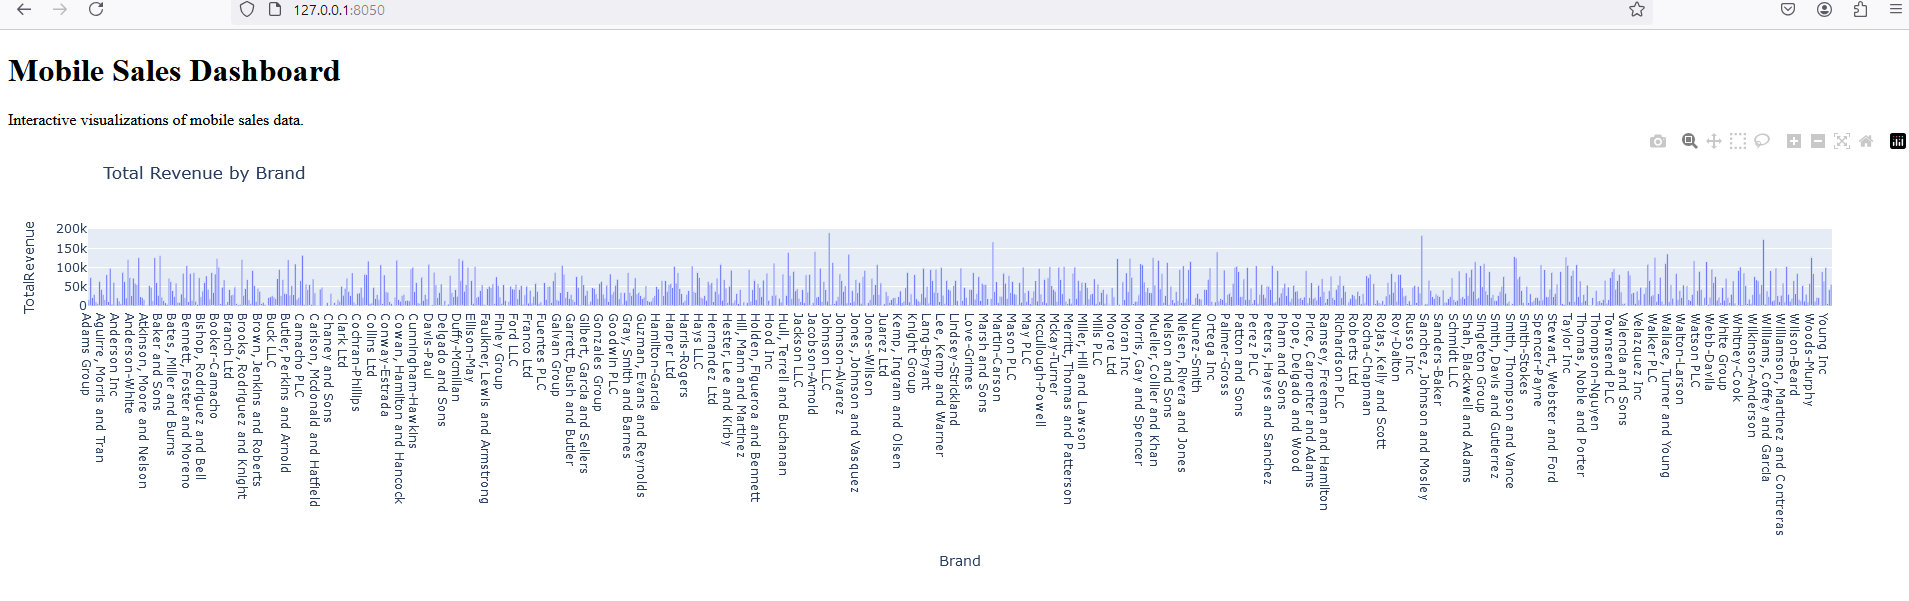 127.0.0.1:8050
Mobile Sales Dashboard
Interactive visualizations of mobile sales data.
Total Revenue by Brand
TotalRevenue
200k
150k
100k
50k
0
Adams Group
Aguirre, Morris and Tran
Anderson Inc
Anderson-White
Atkinson, Moore and Nelson
Baker and Sons
Bates, Miller and Burns
Bennett, Foster and Moreno
Bishop, Rodriguez and Bell
Booker-Camacho
Branch Ltd
Brooks, Rodriguez and Knight
Brown, Jenkins and Roberts
Buck LLC
Butler, Perkins and Arnold
Camacho PLC
Carlson, Mcdonald and Hatfield
Chaney and Sons
Clark Ltd
Cochran-Phillips
Collins Ltd
Conway-Estrada
Cowan, Hamilton and Hancock
Cunningham-Hawkins
Davis-Paul
Delgado and Sons
Duffy-Mcmillan
Ellison-May
Faulkner, Lewis and Armstrong
Finley Group
Ford LLC
Franco Ltd
Fuentes PLC
Galvan Group
Garrett, Bush and Butler
Gilbert, Garcia and Sellers
Gonzales Group
Goodwin PLC
Gray, Smith and Barnes
Guzman, Evans and Reynolds
Hamilton-Garcia
Harper Ltd
Harris-Rogers
Hays LLC
Hernandez Ltd
Hester, Lee and Kirby
Hill, Mann and Martinez
Holden, Figueroa and Bennett
Hood Inc
Hull, Terrell and Buchanan
Jackson LLC
Jacobson-Arnold
Johnson LLC
Johnson-Alvarez
Jones, Johnson and Vasquez
Jones-Wilson
Juarez Ltd
Kemp, Ingram and Olsen
Knight Group
Lang-Bryant
Lee, Kemp and Warner
Lindsey-Strickland
Love-Grimes
Marsh and Sons
Martin-Carson
Mason PLC
May PLC
Mccullough-Powell
Mckay-Turner
Merritt, Thomas and Patterson
Miller, Hill and Lawson
Mills PLC
Moore Ltd
Moran Inc
Morris, Gay and Spencer
Mueller, Collier and Khan
Nelson and Sons
Nielsen, Rivera and Jones
Nunez-Smith
Ortega Inc
Palmer-Gross
Patton and Sons
Perez PLC
Peters, Hayes and Sanchez
Pham and Sons
Pope, Delgado and Wood
Price, Carpenter and Adams
Ramsey, Freeman and Hamilton
Richardson PLC
Roberts Ltd
Rocha-Chapman
Rojas, Kelly and Scott
Roy-Dalton
Russo Inc
Sanchez, Johnson and Mosley
Sanders-Baker
Schmidt LLC
Shah, Blackwell and Adams
Singleton Group
Smith, Davis and Gutierrez
Smith, Thompson and Vance
Smith-Stokes
Spencer-Payne
Stewart, Webster and Ford
Taylor Inc
Thomas, Noble and Porter
Thompson-Nguyen
Townsend PLC
Valencia and Sons
Velazquez Inc
Walker PLC
Wallace, Turner and Young
Walton-Larson
Watson PLC
Webb-Davila
White Group
Whitney-Cook
Wilkinson-Anderson
Williams, Coffey and Garcia
Williamson, Martinez and Contreras
Wilson-Beard
Woods-Murphy
Young Inc
Brand